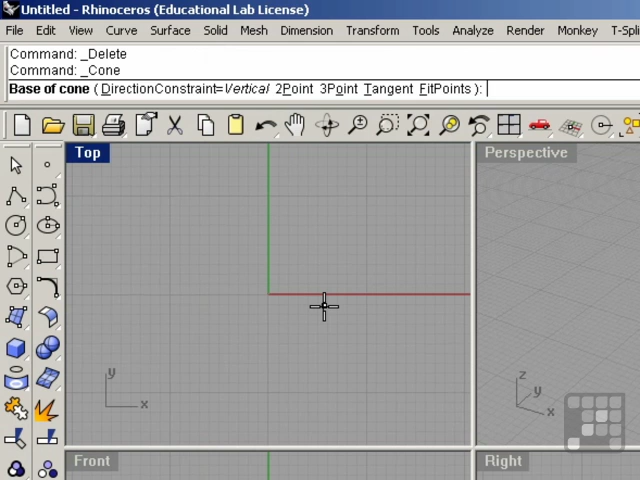 Untitled - Rhinoceros (Educational Lab License)
File Edit View Curve Surface Solid Mesh Dimension Transform Tools Analyze Render Monkey T-Spli
Command: _Delete
Command: _Cone
Base of cone ( DirectionConstraint=Vertical 2Point 3Point Tangent FitPoints ):
Top
Perspective
y
x
z
y
x
Front
Right